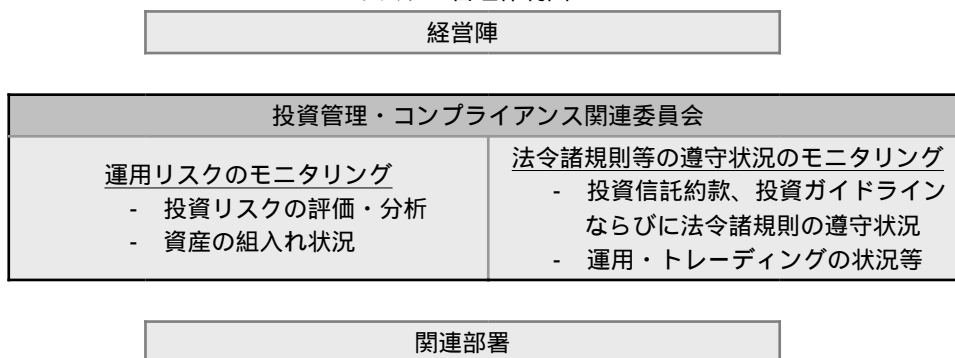 経営陣
投資管理・コンプライアンス関連委員会
運用リスクのモニタリング
- 投資リスクの評価・分析
- 資産の組入れ状況
法令諸規則等の遵守状況のモニタリング
- 投資信託約款、投資ガイドライン
ならびに法令諸規則の遵守状況
- 運用・トレーディングの状況等
関連部署